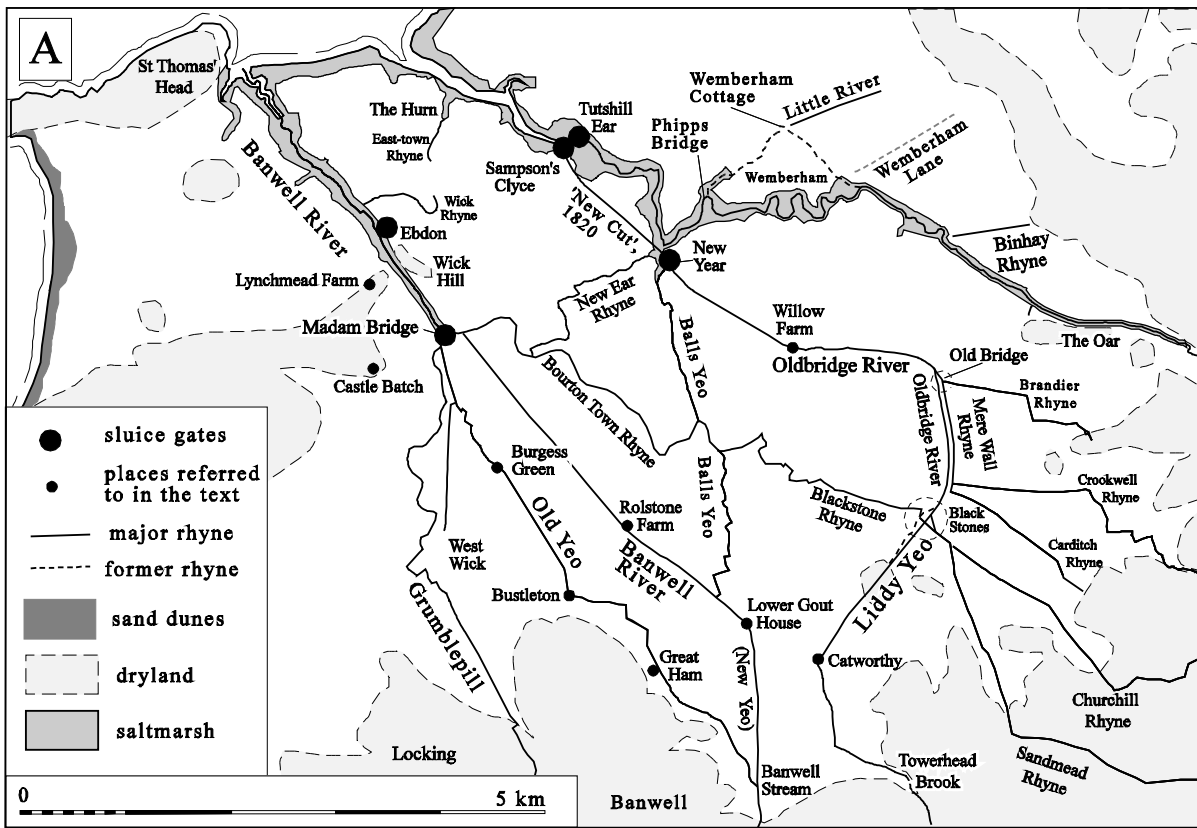 A
St Thomas'
Head
The Hurn
East-town
Rhyne
Tutshill
Ear
Sampson's
Clyce
Wemberham
Cottage
Little River
Phipps
Bridge
Wemberham
Wemberham
Lane
Banwell River
Wick
Rhyne
Ebdon
Wick
Hill
'New Cut',
1820
New
Year
Binhay
Rhyne
Lynchmead Farm
New Ear
Rhyne
Madam Bridge
Willow
Farm
The Oar
Castle Batch
Balls Yeo
Oldbridge River
Old Bridge
Brandier
Rhyne
Bourton Town Rhyne
Oldbridge River
Mere Wall
Rhyne
sluice gates
places referred
to in the text
major rhyne
former rhyne
sand dunes
dryland
saltmarsh
Burgess
Green
Balls Yeo
Crookwell
Rhyne
Blackstone
Rhyne
Black
Stones
Rolstone
Farm
Old Yeo
Carditch
Rhyne
West
Wick
Banwell
River
Liddy Yeo
Bustleton
Lower Gout
House
Grumblepill
Great
Ham
(New Yeo)
Catworthy
Churchill
Rhyne
Locking
Towerhead
Brook
Sandmead
Rhyne
Banwell
Stream
Banwell
0
5 km